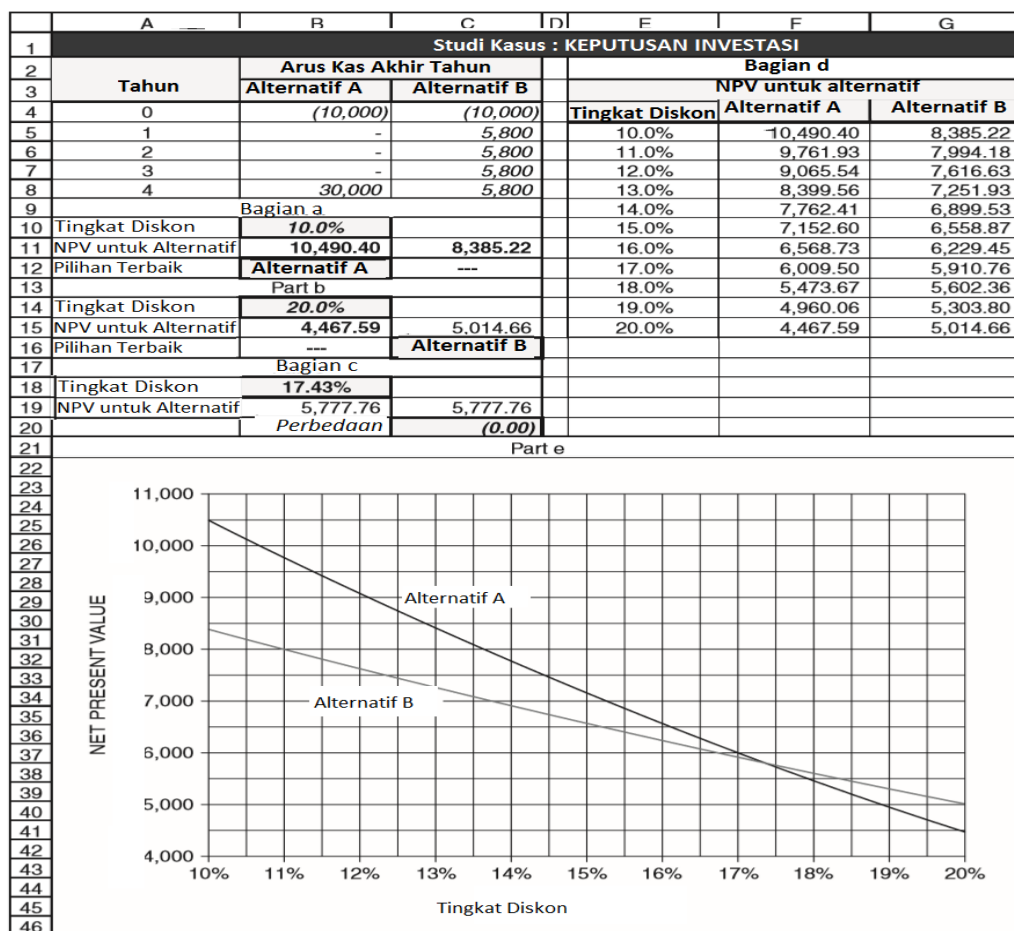 A B C D E F G
1 Studi Kasus : KEPUTUSAN INVESTASI
2 Arus Kas Akhir Tahun Bagian d
3 Tahun Alternatif A Alternatif B NPV untuk alternatif
4 0 (10,000) (10,000) Tingkat Diskon Alternatif A Alternatif B
5 1 - 5,800 10.0% 10,490.40 8,385.22
6 2 - 5,800 11.0% 9,761.93 7,994.18
7 3 - 5,800 12.0% 9,065.54 7,616.63
8 4 30,000 5,800 13.0% 8,399.56 7,251.93
9 Bagian a 14.0% 7,762.41 6,899.53
10 Tingkat Diskon 10.0% 15.0% 7,152.60 6,558.87
11 NPV untuk Alternatif 10,490.40 8,385.22 16.0% 6,568.73 6,229.45
12 Pilihan Terbaik Alternatif A --- 17.0% 6,009.50 5,910.76
13 Part b 18.0% 5,473.67 5,602.36
14 Tingkat Diskon 20.0% 19.0% 4,960.06 5,303.80
15 NPV untuk Alternatif 4,467.59 5,014.66 20.0% 4,467.59 5,014.66
16 Pilihan Terbaik --- Alternatif B
17 Bagian c
18 Tingkat Diskon 17.43%
19 NPV untuk Alternatif 5,777.76 5,777.76
20 Perbedaan (0.00)
21 Part e
22
23
24
25
26
27
28
29
30
31
32
33
34
35
36
37
38
39
40
41
42
43
44
45
46
NET PRESENT VALUE
11,000
10,000
9,000
8,000
7,000
6,000
5,000
4,000
Alternatif A
Alternatif B
10% 11% 12% 13% 14% 15% 16% 17% 18% 19% 20%
Tingkat Diskon